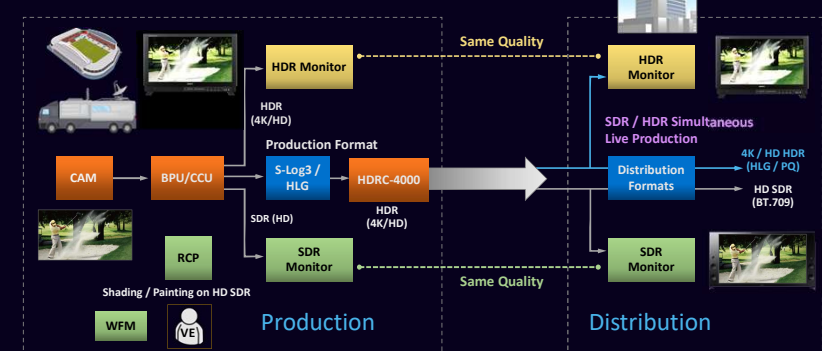 Same Quality
HDR Monitor
HDR
Monitor
HDR
(4K/HD)
SDR / HDR Simultaneous
Live Production
Production Format
4K / HD HDR
(HLG / PQ)
CAM
BPU/CCU
S-Log3 /
HLG
HDRC-4000
Distribution
Formats
HD SDR
(BT.709)
HDR
(4K/HD)
SDR (HD)
RCP
SDR
Monitor
SDR
Monitor
Same Quality
Shading / Painting on HD SDR
WFM
VE
Production
Distribution